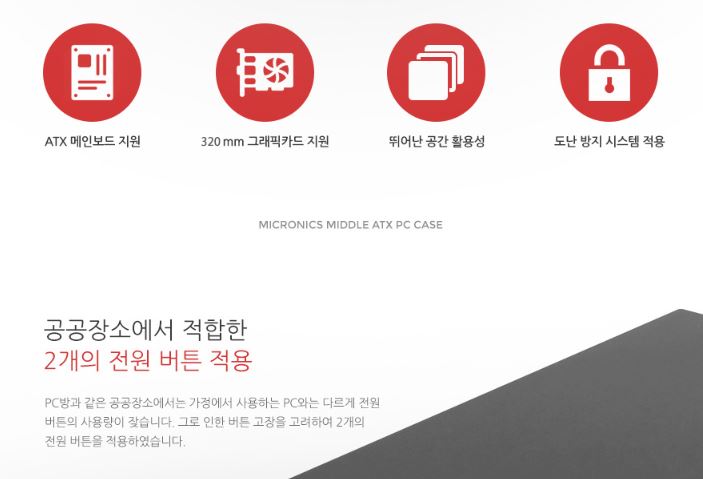 ATX 메인보드 지원
320 mm 그래픽카드 지원
뛰어난 공간 활용성
도난 방지 시스템 적용
MICRONICS MIDDLE ATX PC CASE
공공장소에서 적합한
2개의 전원 버튼 적용
PC방과 같은 공공장소에서는 가정에서 사용하는 PC와는 다르게 전원
버튼의 사용량이 잦습니다. 그로 인한 버튼 고장을 고려하여 2개의
전원 버튼을 적용하였습니다.